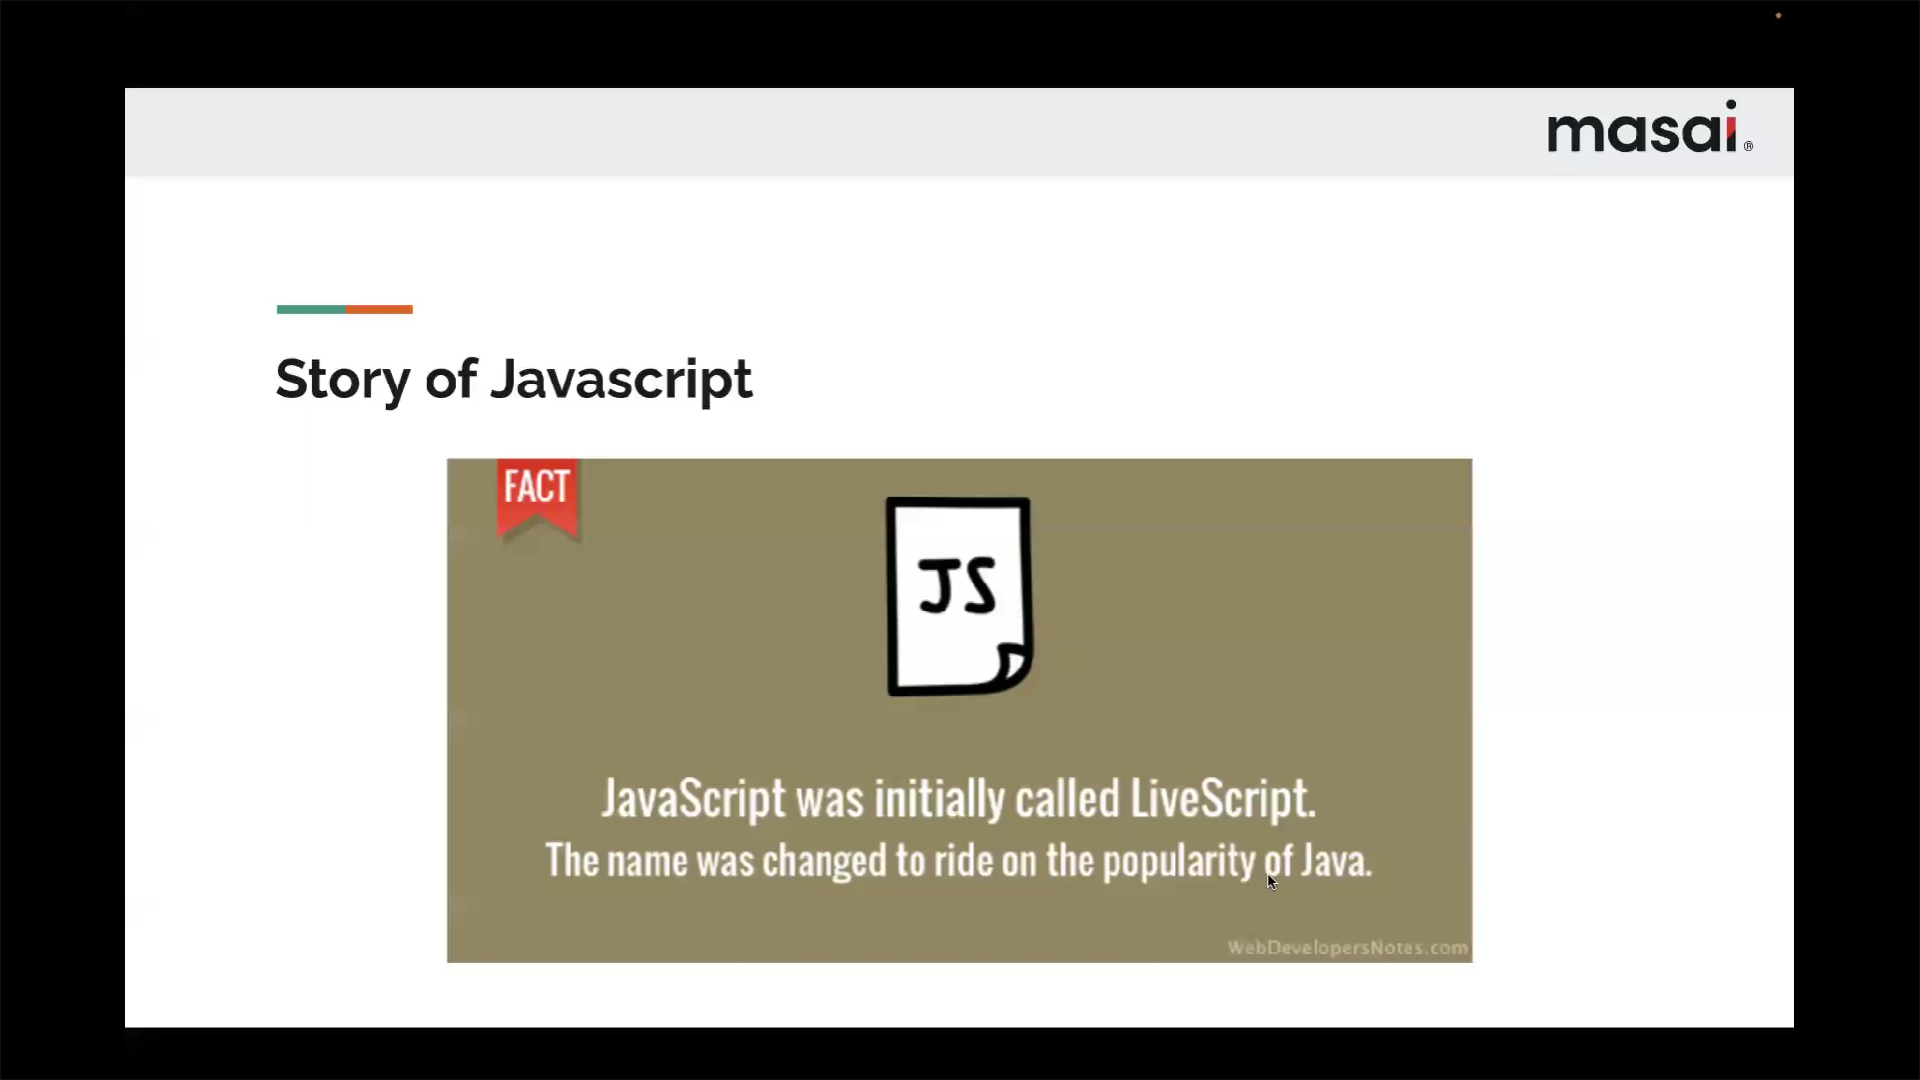 masai®
Story of Javascript
FACT
JS
JavaScript was initially called LiveScript.
The name was changed to ride on the popularity of Java.
WebDevelopersNotes.com